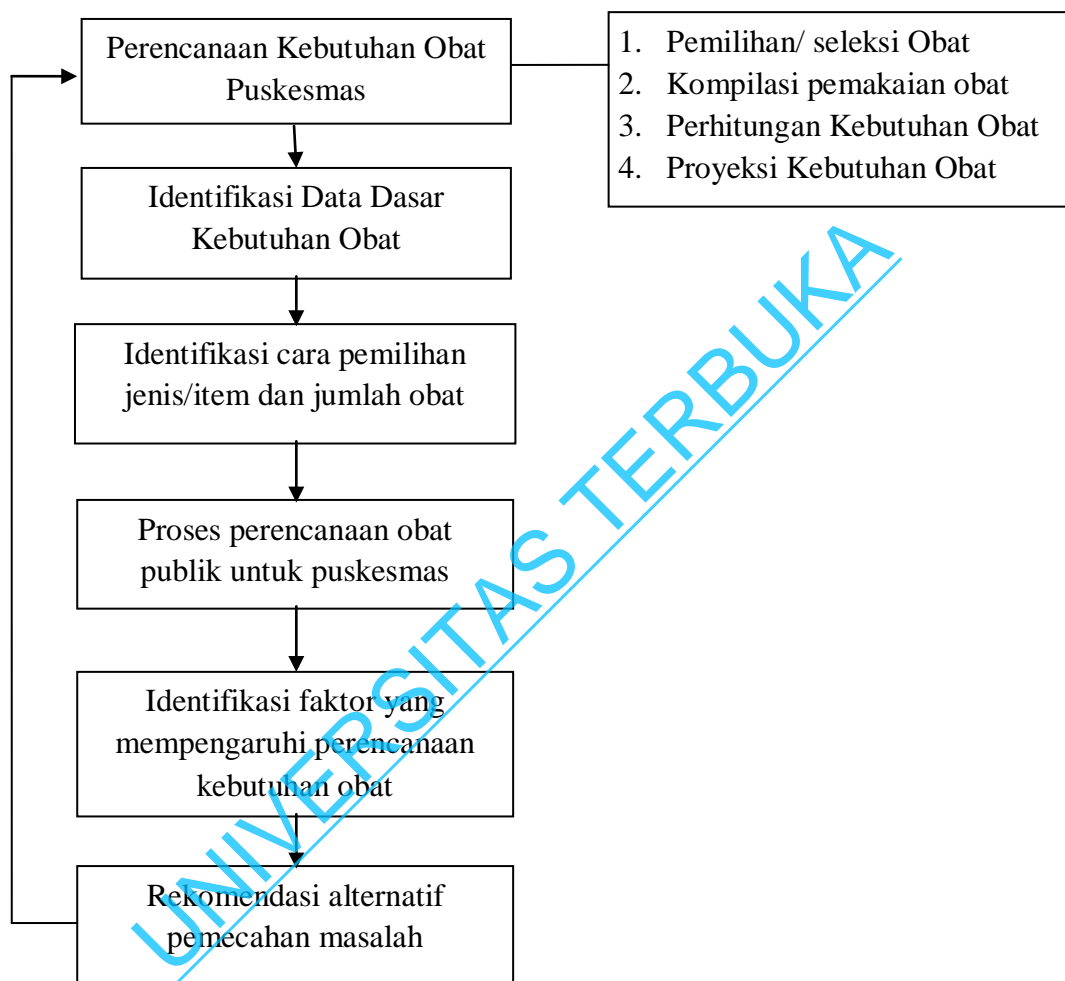 Perencanaan Kebutuhan Obat
Puskesmas
1. Pemilihan/ seleksi Obat
2. Kompilasi pemakaian obat
3. Perhitungan Kebutuhan Obat
4. Proyeksi Kebutuhan Obat
Identifikasi Data Dasar
Kebutuhan Obat
Identifikasi cara pemilihan
jenis/item dan jumlah obat
Proses perencanaan obat
publik untuk puskesmas
Identifikasi faktor yang
mempengaruhi perencanaan
kebutuhan obat
Rekomendasi alternatif
pemecahan masalah
UNIVERSITAS TERBUKA